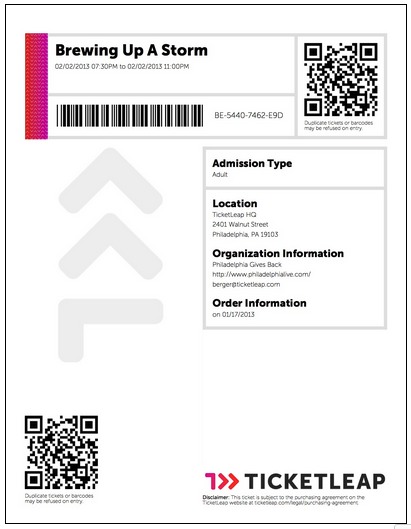 Brewing Up A Storm
02/02/2013 07:30PM to 02/02/2013 11:00PM
BE-5440-7462-E9D
Duplicate tickets or barcodes
may be refused on entry.
Admission Type
Adult
Location
TicketLeap HQ
2401 Walnut Street
Philadelphia, PA 19103
Organization Information
Philadelphia Gives Back
http://www.philadelphialive.com/
berger@ticketleap.com
Order Information
on 01/17/2013
Duplicate tickets or barcodes
may be refused on entry.
TICKETLEAP
Disclaimer: This ticket is subject to the purchasing agreement on the
TicketLeap website at ticketleap.com/legal/purchasing-agreement.